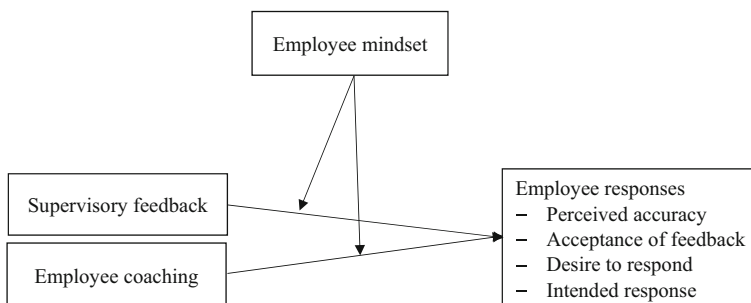 Employee mindset
Supervisory feedback
Employee coaching
Employee responses
– Perceived accuracy
– Acceptance of feedback
– Desire to respond
– Intended response